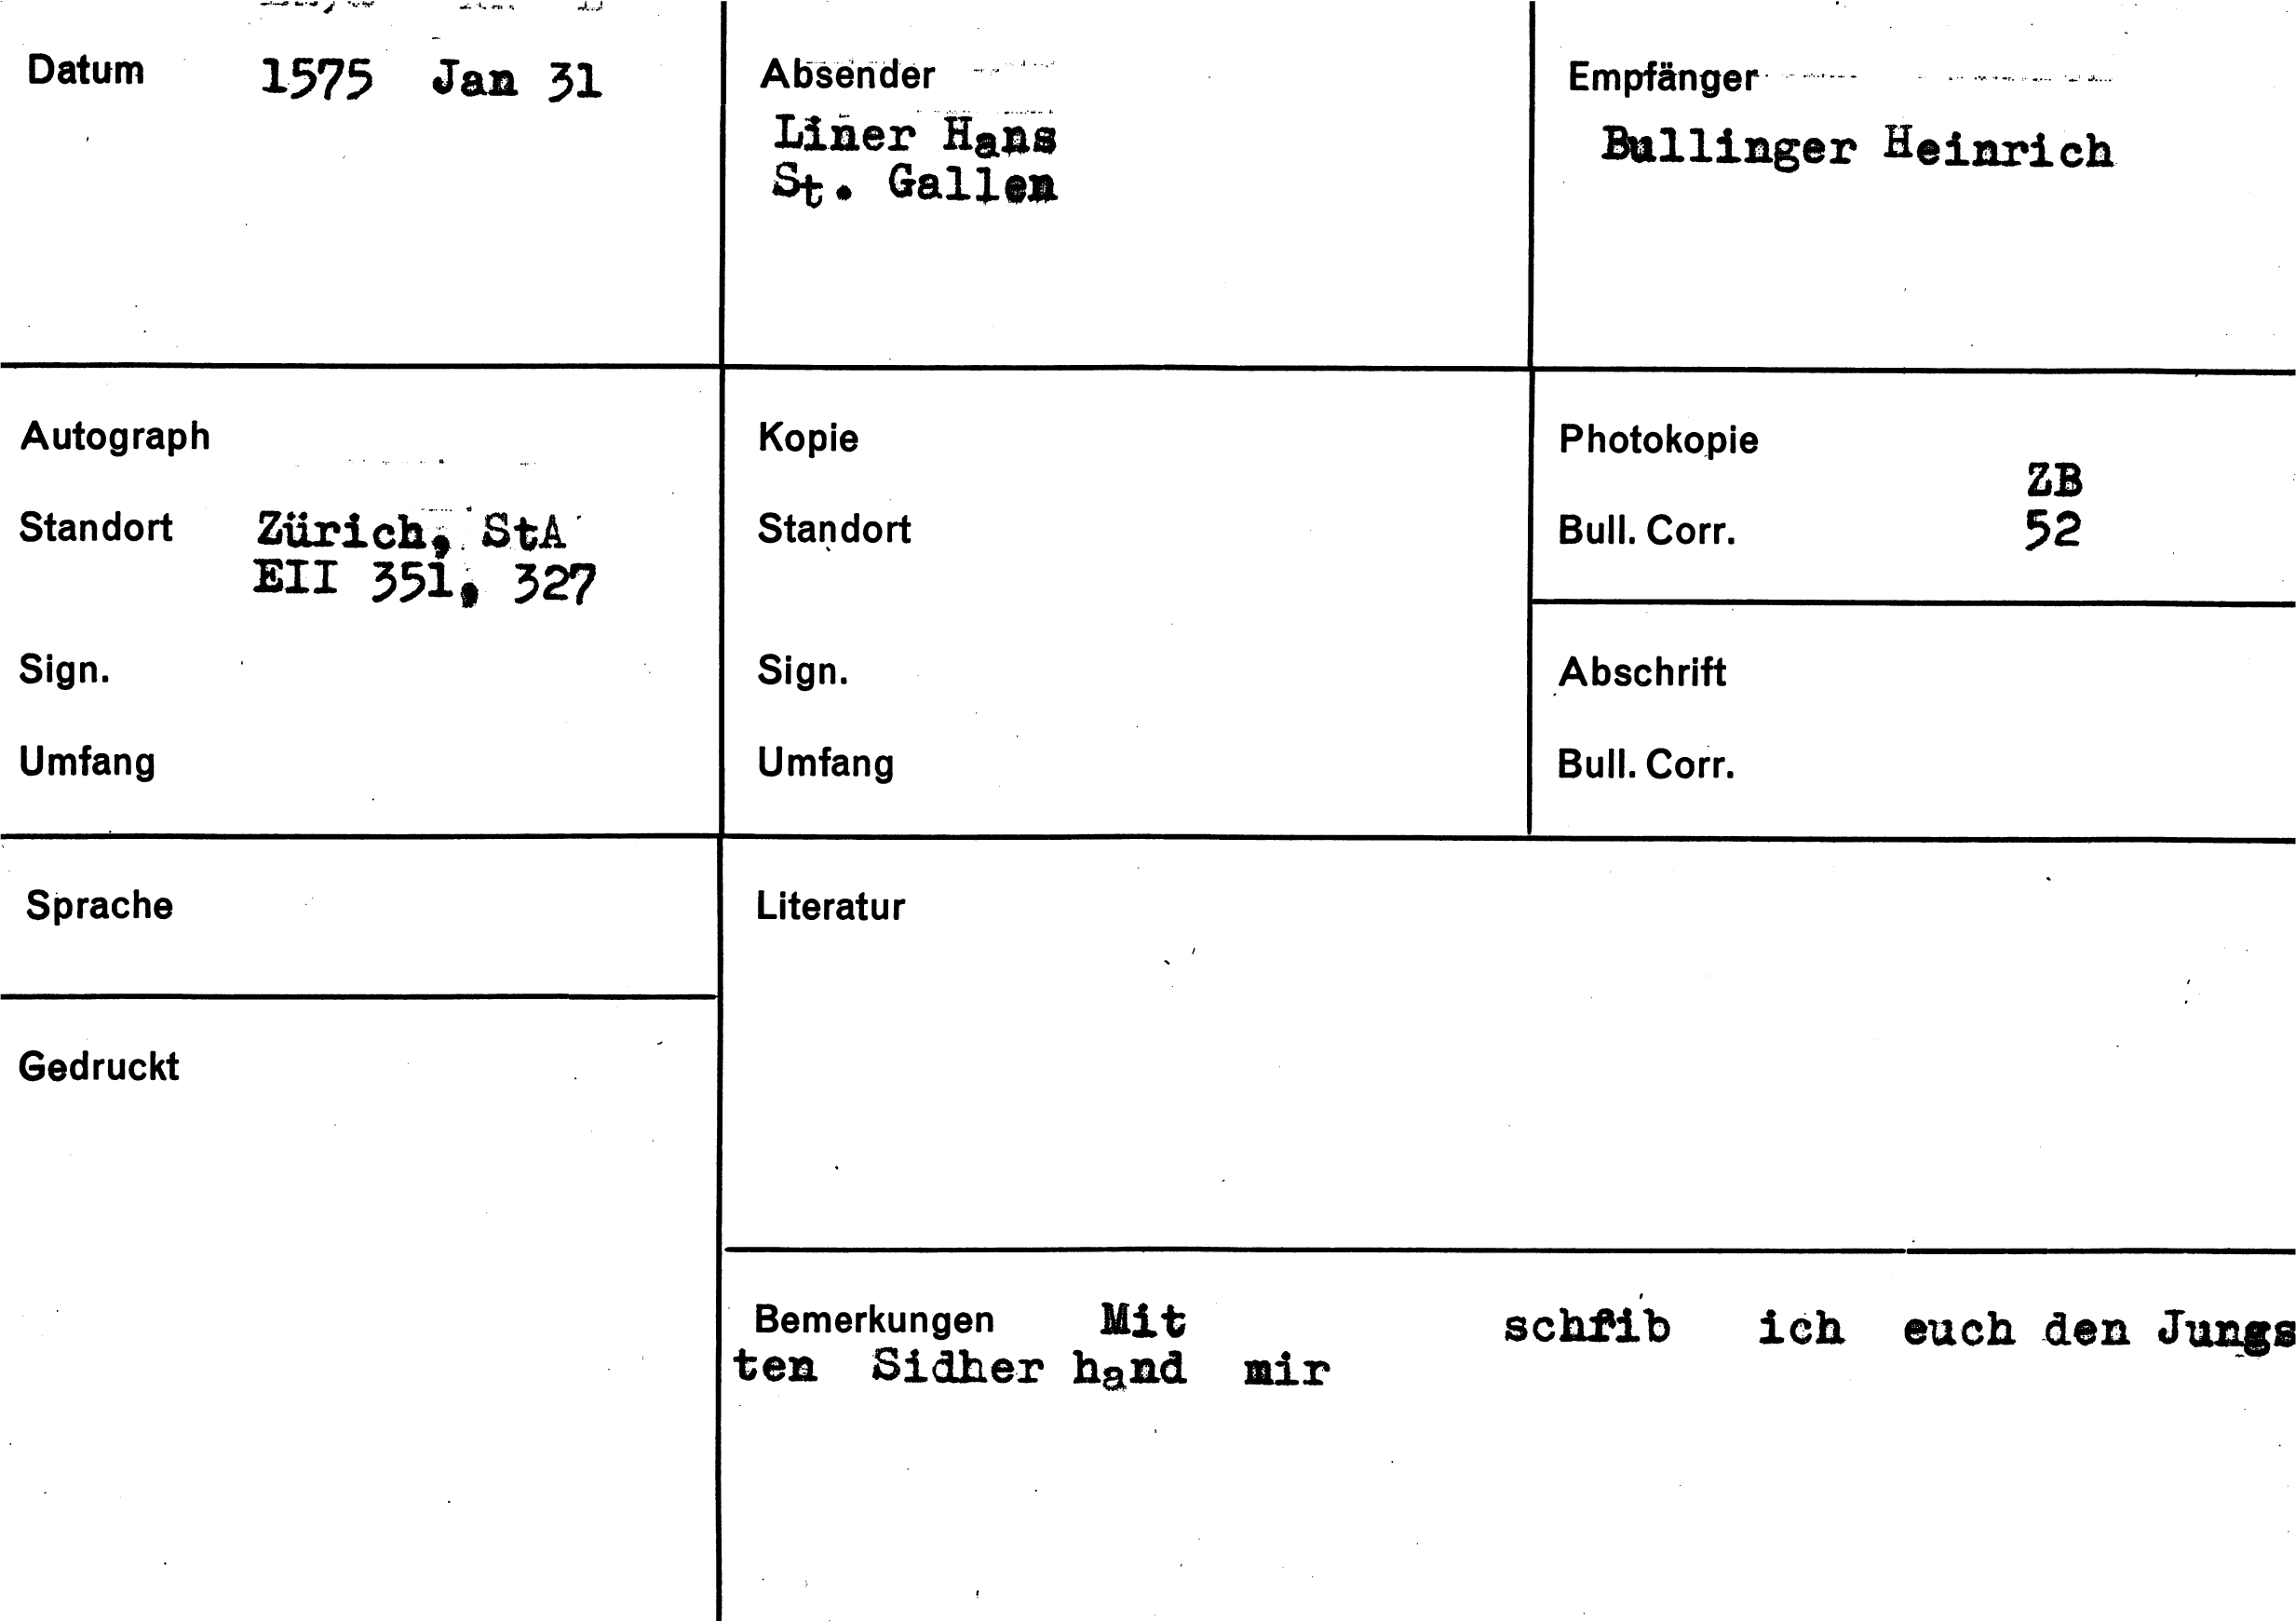 Datum 1575 Jan 31
Absender
Liner Hans
St. Gallen
Empfänger
Bullinger Heinrich
Autograph
Standort Zürich, StA
EII 351, 327
Sign.
Umfang
Kopie
Standort
Sign.
Umfang
Photokopie
ZB
Bull. Corr. 52
Abschrift
Bull. Corr.
Sprache
Gedruckt
Literatur
Bemerkungen Mit schrib ich euch den Jungs
ten Sidher hand mir